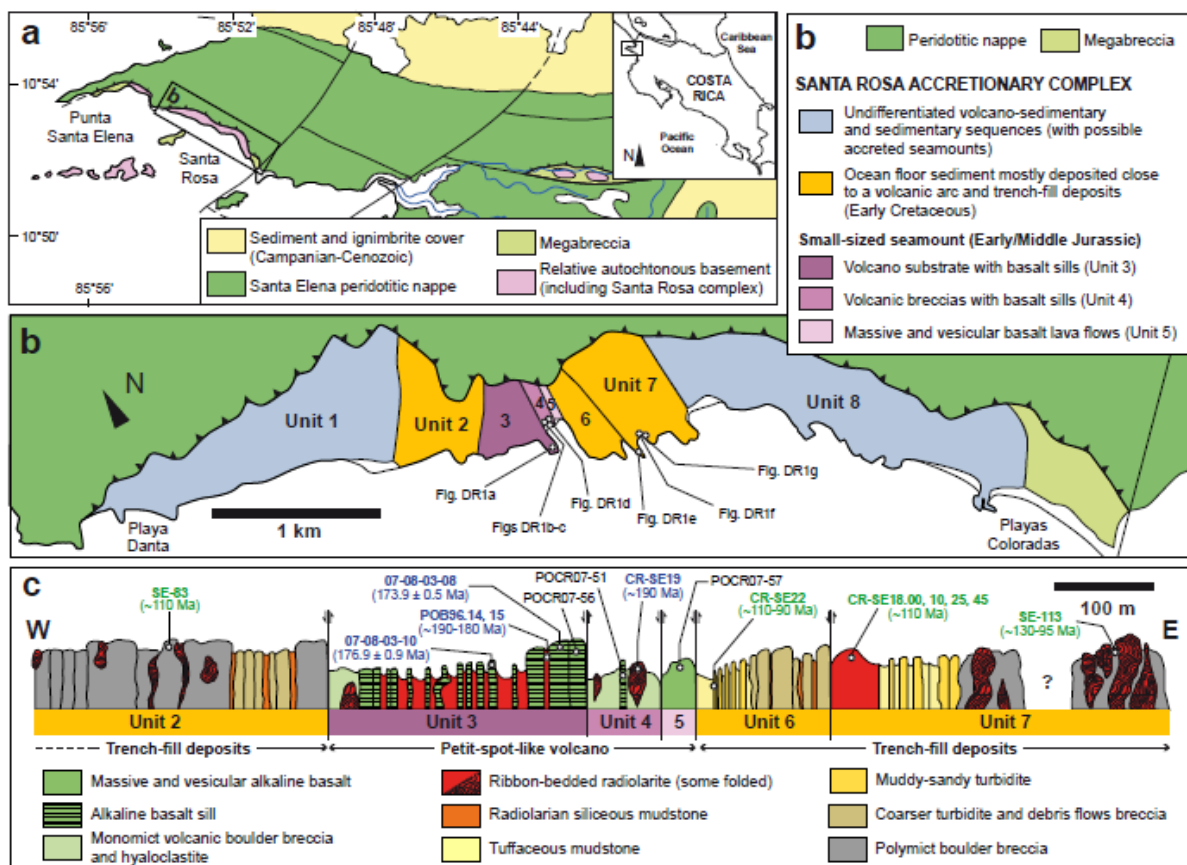 a
85°56'
85°52'
85°48'
85°44'
10°54'
b
Punta
Santa Elena
Santa
Rosa
10°50'
85°56'
Caribbean
Sea
COSTA
RICA
Pacific
Ocean
N
Sediment and ignimbrite cover
(Campanian-Cenozoic)
Santa Elena peridotitic nappe
Megabreccia
Relative autochtonous basement
(including Santa Rosa complex)
b
Peridotitic nappe
Megabreccia
SANTA ROSA ACCRETIONARY COMPLEX
Undifferentiated volcano-sedimentary
and sedimentary sequences (with possible
accreted seamounts)
Ocean floor sediment mostly deposited close
to a volcanic arc and trench-fill deposits
(Early Cretaceous)
Small-sized seamount (Early/Middle Jurassic)
Volcano substrate with basalt sills (Unit 3)
Volcanic breccias with basalt sills (Unit 4)
Massive and vesicular basalt lava flows (Unit 5)
b
N
Unit 1
Unit 2
3
4
5
6
Unit 7
Unit 8
Fig. DR1a
Figs DR1b-c
Fig. DR1d
Fig. DR1e
Fig. DR1f
Fig. DR1g
1 km
Playa
Danta
Playas
Coloradas
c
W
E
SE-83
(~110 Ma)
07-08-03-10
(176.9 ± 0.9 Ma)
07-08-03-08
(173.9 ± 0.5 Ma)
POB96.14, 15
(~190-180 Ma)
POCR07-51
POCR07-56
CR-SE19
(~190 Ma)
POCR07-57
CR-SE22
(~110-90 Ma)
CR-SE18.00, 10, 25, 45
(~110 Ma)
SE-113
(~130-95 Ma)
100 m
?
Unit 2
Unit 3
Unit 4
5
Unit 6
Unit 7
Trench-fill deposits
Petit-spot-like volcano
Trench-fill deposits
Massive and vesicular alkaline basalt
Alkaline basalt sill
Monomict volcanic boulder breccia
and hyaloclastite
Ribbon-bedded radiolarite (some folded)
Radiolarian siliceous mudstone
Tuffaceous mudstone
Muddy-sandy turbidite
Coarser turbidite and debris flows breccia
Polymict boulder breccia